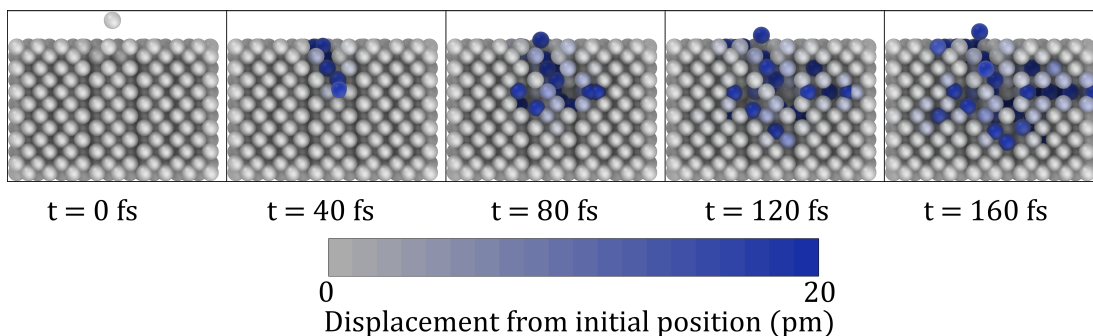 t = 0 fs t = 40 fs t = 80 fs t = 120 fs t = 160 fs
0 20
Displacement from initial position (pm)